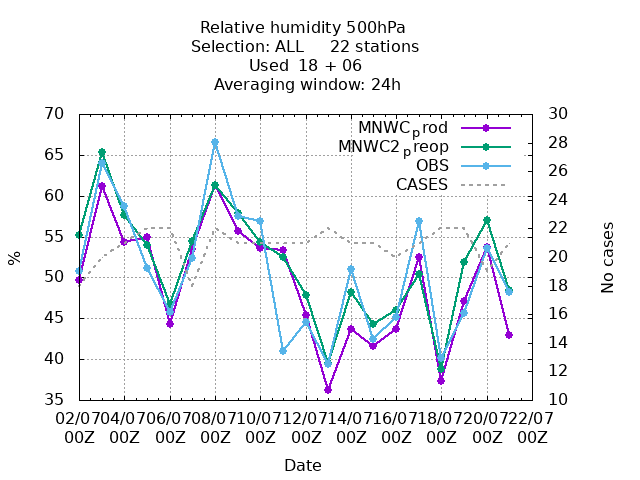 Relative humidity 500hPa
Selection: ALL 22 stations
Used 18 + 06
Averaging window: 24h
70 30
MNWCprod
28
MNWC2preop
65
OBS
26
CASES
60
24
55
22
%
50
20
No cases
18
45
16
40
14
12
35 10
02/07 04/07 06/07 08/07 10/07 12/07 14/07 16/07 18/07 20/07 22/07
00Z 00Z 00Z 00Z 00Z 00Z 00Z 00Z 00Z 00Z 00Z
Date